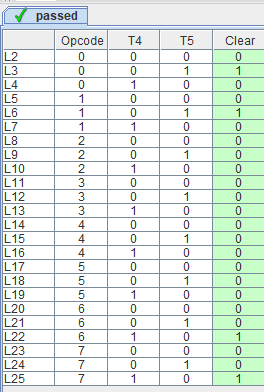 passed
Opcode T4 T5 Clear
L2 0 0 0 0
L3 0 0 1 1
L4 0 1 0 0
L5 1 0 0 0
L6 1 0 1 1
L7 1 1 0 0
L8 2 0 0 0
L9 2 0 1 0
L10 2 1 0 0
L11 3 0 0 0
L12 3 0 1 0
L13 3 1 0 0
L14 4 0 0 0
L15 4 0 1 0
L16 4 1 0 0
L17 5 0 0 0
L18 5 0 1 0
L19 5 1 0 0
L20 6 0 0 0
L21 6 0 1 0
L22 6 1 0 1
L23 7 0 0 0
L24 7 0 1 0
L25 7 1 0 1